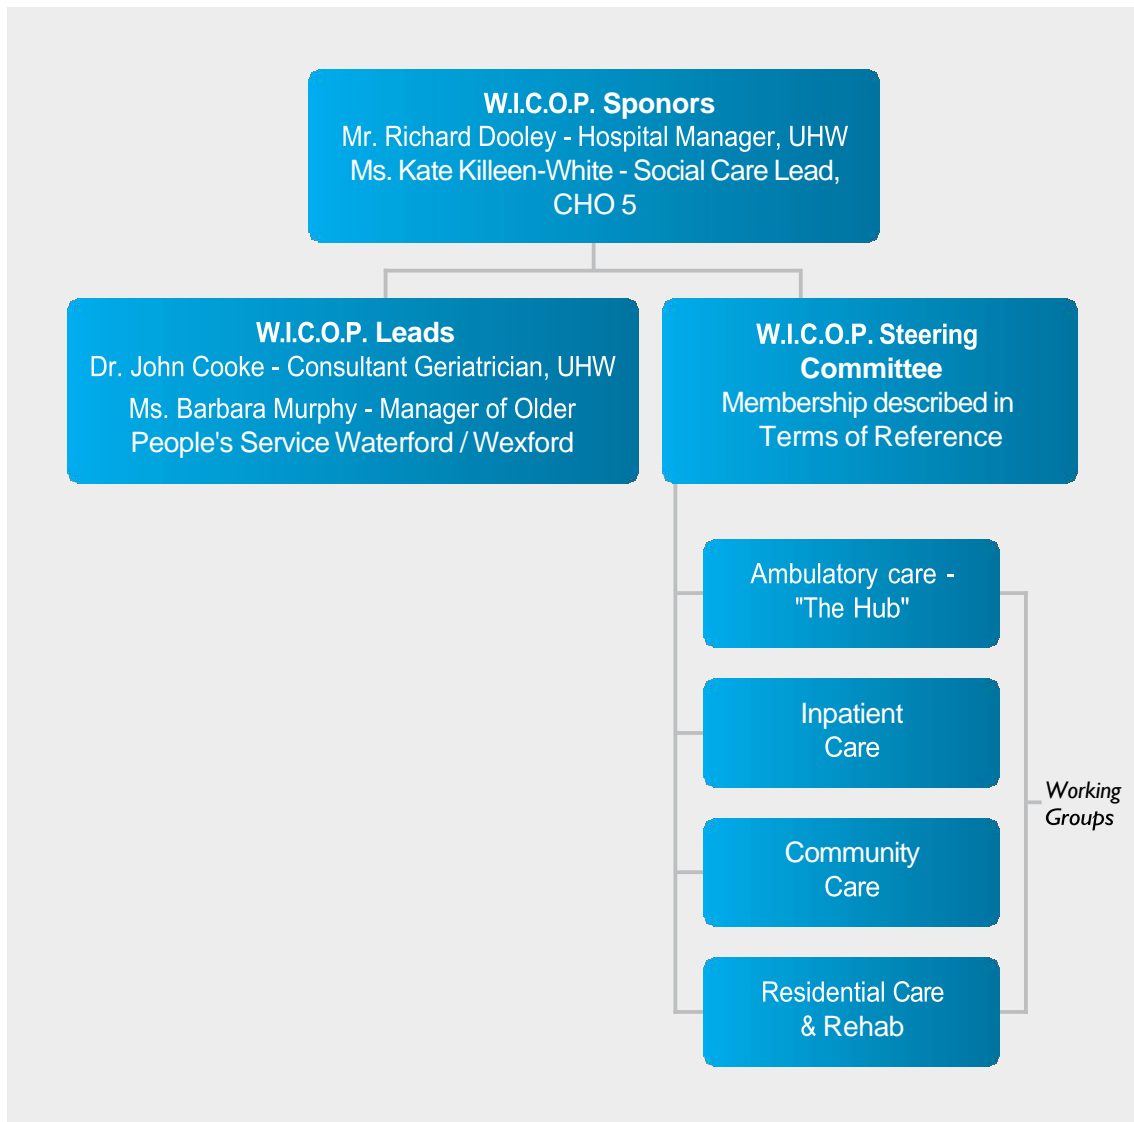 W.I.C.O.P. Sponors
Mr. Richard Dooley - Hospital Manager, UHW
Ms. Kate Killeen-White - Social Care Lead,
CHO 5
W.I.C.O.P. Leads
Dr. John Cooke - Consultant Geriatrician, UHW
Ms. Barbara Murphy - Manager of Older
People's Service Waterford / Wexford
W.I.C.O.P. Steering
Committee
Membership described in
Terms of Reference
Ambulatory care -
"The Hub"
Inpatient
Care
Community
Care
Residential Care
& Rehab
Working
Groups